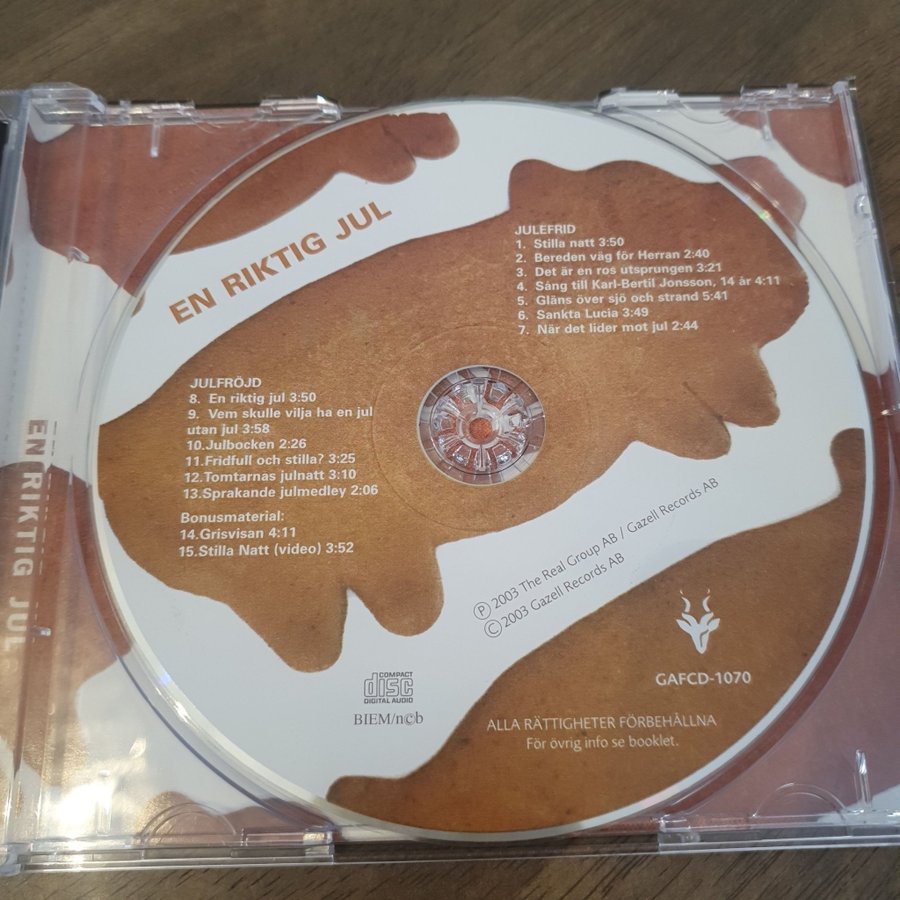 EN RIKTIG JUL
JULEFRID
1. Stilla natt 3:50
2. Bereden väg för Herran 2:40
3. Det är en ros utsprungen 3:21
4. Sång till Karl-Bertil Jonsson, 14 år 4:11
5. Gläns över sjö och strand 5:41
6. Sankta Lucia 3:49
7. När det lider mot jul 2:44
JULFRÖJD
8. En riktig jul 3:50
9. Vem skulle vilja ha en jul
utan jul 3:58
10.Julbocken 2:26
11.Fridfull och stilla? 3:25
12.Tomtarnas julnatt 3:10
13.Sprakande julmedley 2:06
Bonusmaterial:
14.Grisvisan 4:11
15.Stilla Natt (video) 3:52
Ⓟ 2003 The Real Group AB / Gazell Records AB
© 2003 Gazell Records AB
GAFCD-1070
COMPACT
disc
DIGITAL AUDIO
BIEM/n©b
ALLA RÄTTIGHETER FÖRBEHÅLLNA
För övrig info se booklet.
EN RIKTIG JUL